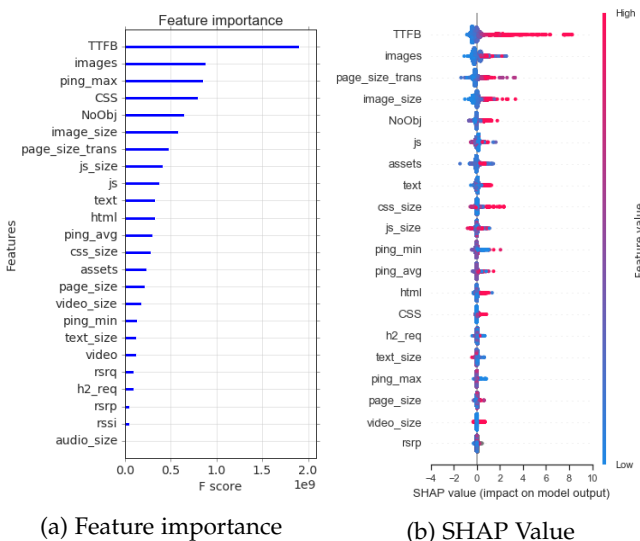 Feature importance
Features
TTFB
images
ping_max
CSS
NoObj
image_size
page_size_trans
js_size
js
text
html
ping_avg
css_size
assets
page_size
video_size
ping_min
text_size
video
rsrq
h2_req
rsrp
rssi
audio_size
0.0 0.5 1.0 1.5 2.0
1e9
F score
(a) Feature importance
TTFB
images
page_size_trans
image_size
NoObj
js
assets
text
css_size
js_size
ping_min
ping_avg
html
CSS
h2_req
text_size
ping_max
page_size
video_size
rsrp
−4 −2 0 2 4 6 8 10
SHAP value (impact on model output)
High
Feature value
Low
(b) SHAP Value